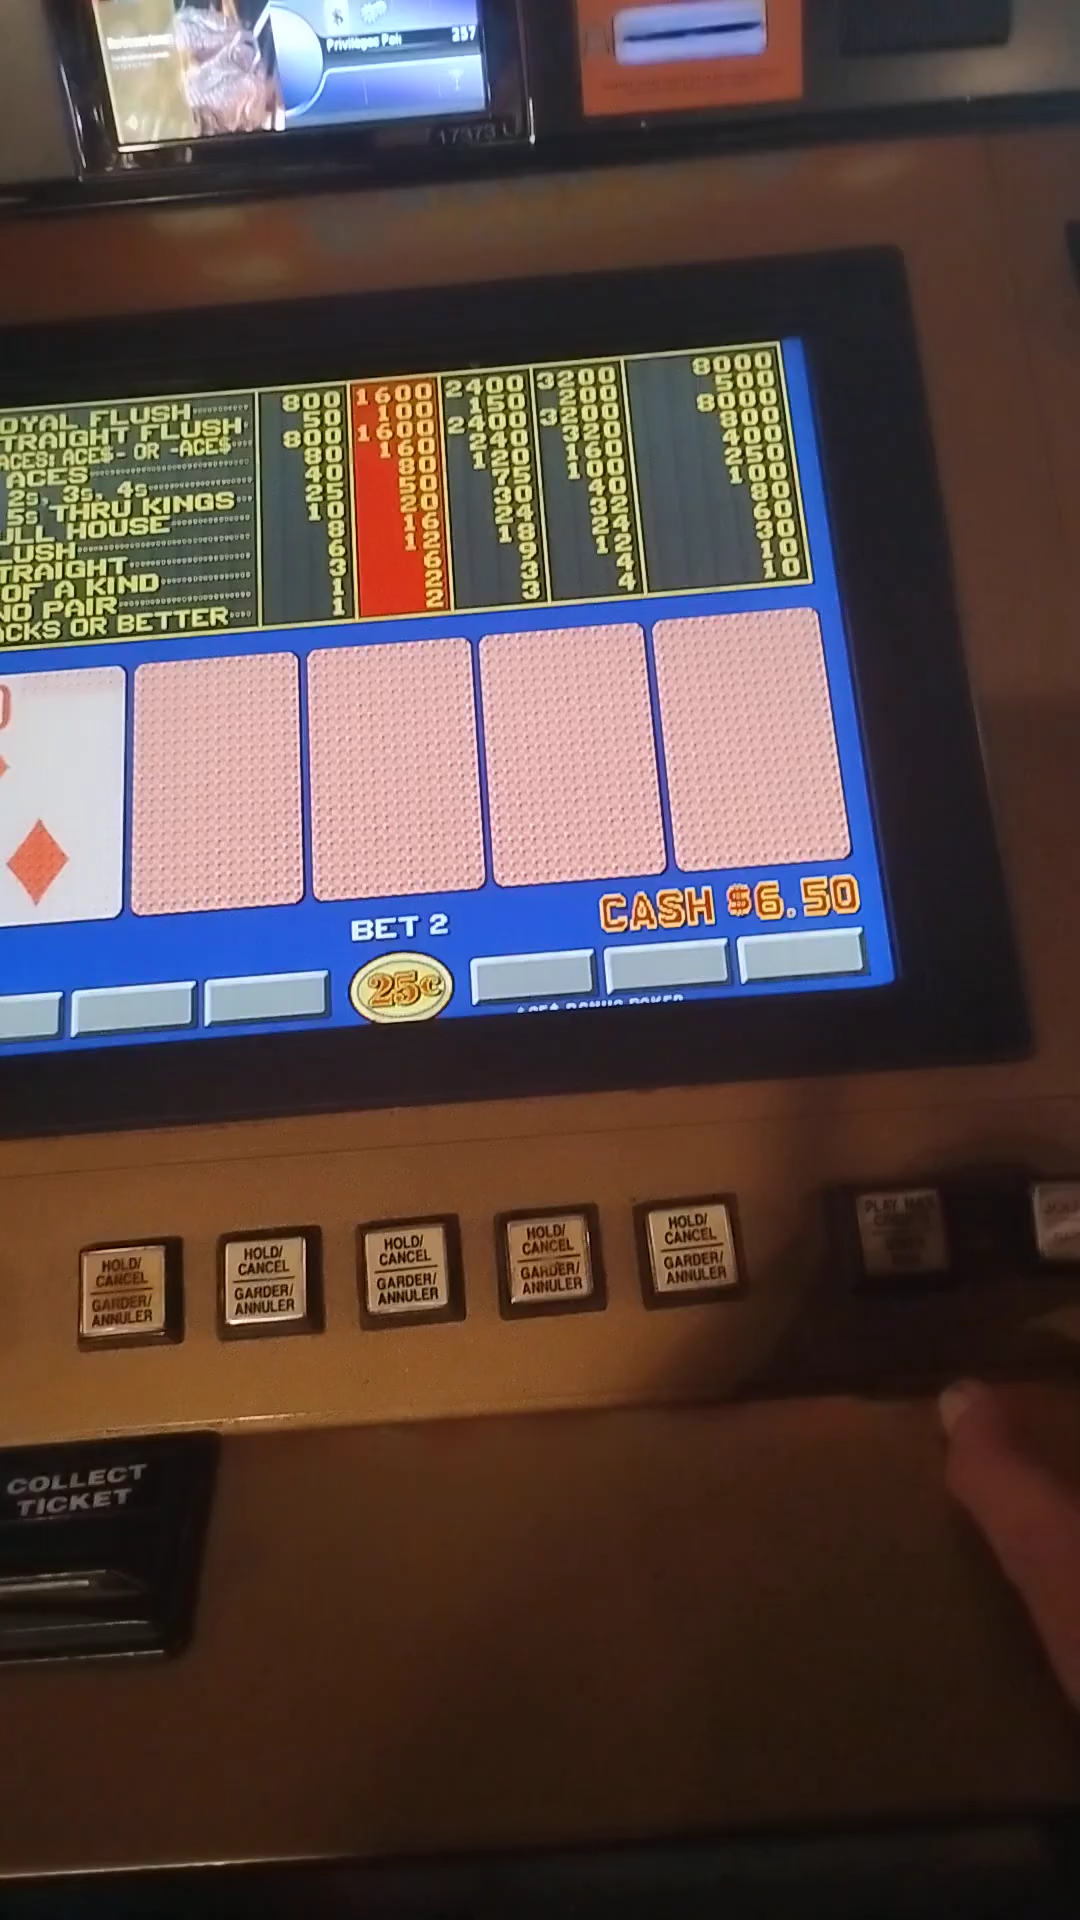 Privilèges Poi
257
17373 L
OYAL FLUSH 800 1600 2400 3200 8000
TRAIGHT FLUSH 50 100 150 200 500
ACES: ACE$- OR -ACE$ 800 1600 2400 3200 8000
ACES 80 160 240 320 800
2s, 3s, 4s 40 80 120 160 400
5s THRU KINGS 25 50 75 100 250
ULL HOUSE 10 20 30 40 100
LUSH 8 16 24 32 80
TRAIGHT 6 12 18 24 60
OF A KIND 3 6 9 12 30
NO PAIR 1 2 3 4 10
ACKS OR BETTER 1 2 3 4 10
BET 2
CASH $6.50
25¢
HOLD/
CANCEL
GARDER/
ANNULER
HOLD/
CANCEL
GARDER/
ANNULER
HOLD/
CANCEL
GARDER/
ANNULER
HOLD/
CANCEL
GARDER/
ANNULER
HOLD/
CANCEL
GARDER/
ANNULER
PLAY MAX
CREDITS
COLLECT
TICKET